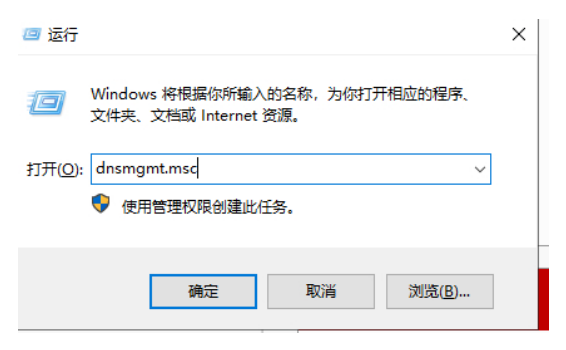 运行
Windows 将根据你所输入的名称，为你打开相应的程序、
文件夹、文档或 Internet 资源。
打开(O): dnsmgmt.msc
使用管理权限创建此任务。
确定 取消 浏览(B)...